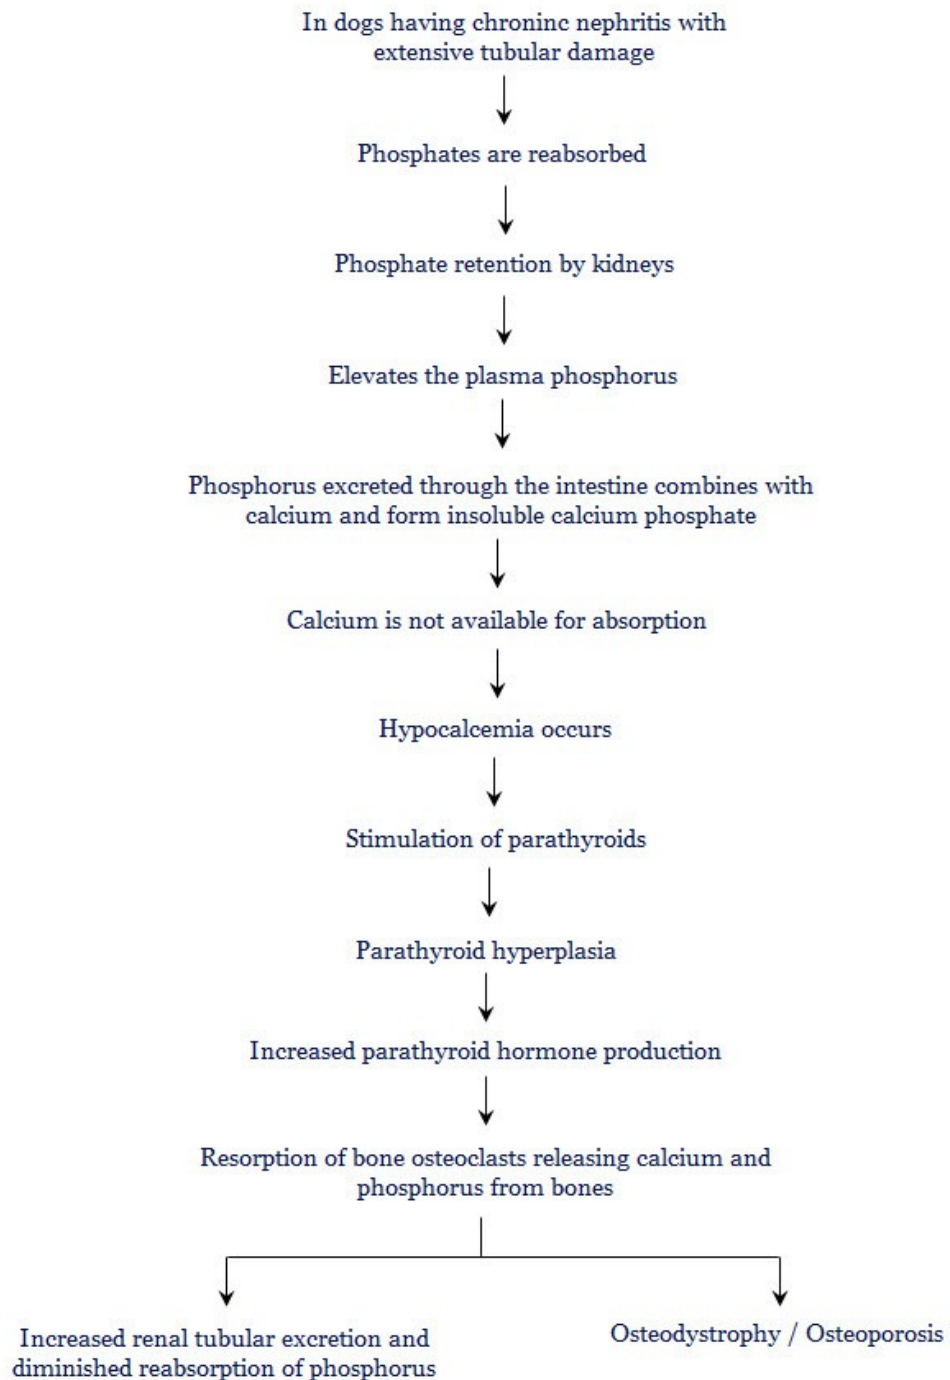 In dogs having chroninc nephritis with
extensive tubular damage
Phosphates are reabsorbed
Phosphate retention by kidneys
Elevates the plasma phosphorus
Phosphorus excreted through the intestine combines with
calcium and form insoluble calcium phosphate
Calcium is not available for absorption
Hypocalcemia occurs
Stimulation of parathyroids
Parathyroid hyperplasia
Increased parathyroid hormone production
Resorption of bone osteoclasts releasing calcium and
phosphorus from bones
Increased renal tubular excretion and
diminished reabsorption of phosphorus
Osteodystrophy / Osteoporosis